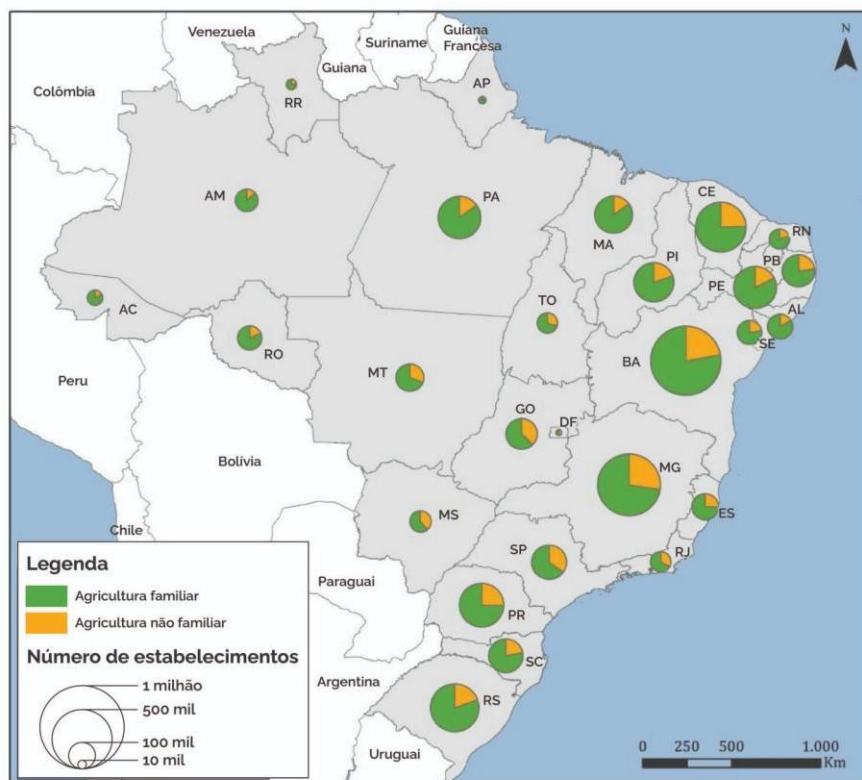 Venezuela
Suriname
Guiana
Francesa
Guiana
Colômbia
RR
AP
N
AM
PA
MA
CE
RN
PI
PB
PE
AL
SE
AC
RO
TO
MT
BA
Peru
GO
DF
Bolívia
MG
ES
MS
SP
RJ
Chile
Paraguai
PR
SC
Argentina
RS
Uruguai
Legenda
Agricultura familiar
Agricultura não familiar
Número de estabelecimentos
1 milhão
500 mil
100 mil
10 mil
0 250 500 1.000
Km